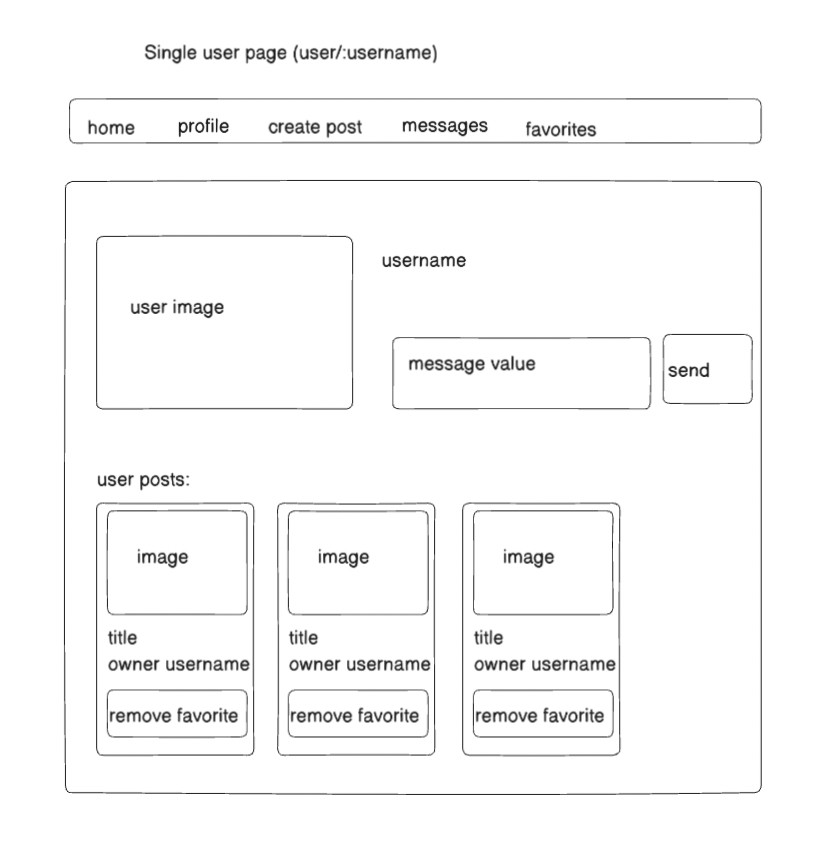 Single user page (user/:username)
home profile create post messages favorites
username
user image
message value
send
user posts:
image image image
title title title
owner username owner username owner username
remove favorite remove favorite remove favorite